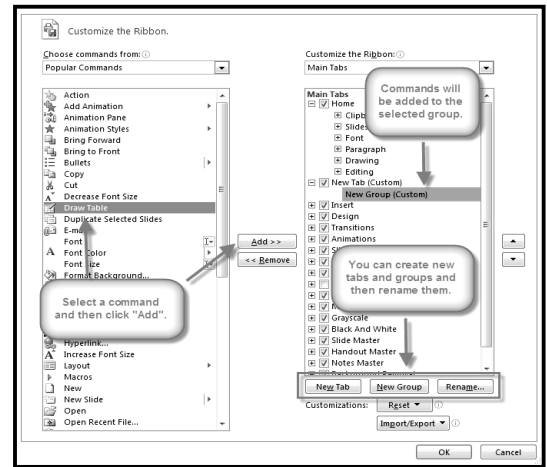 Customize the Ribbon.
Choose commands from:
Popular Commands
Action
Add Animation
Animation Pane
Animation Styles
Bring Forward
Bring to Front
Bullets
Copy
Cut
Decrease Font Size
Draw Table
Duplicate Selected Slides
E-m
Font
Font Color
Font Size
Format Background...
Select a command
and then click "Add".
Hyperlink...
Increase Font Size
Layout
Macros
New
New Slide
Open
Open Recent File...
Add >>
<< Remove
Customize the Ribbon:
Main Tabs
Main Tabs
Home
Clipb
Slides
Font
Paragraph
Drawing
Editing
New Tab (Custom)
New Group (Custom)
Insert
Design
Transitions
Animations
Commands will
be added to the
selected group.
You can create new
tabs and groups and
then rename them.
Grayscale
Black And White
Slide Master
Handout Master
Notes Master
New Tab
New Group
Rename...
Customizations:
Reset
Import/Export
OK
Cancel